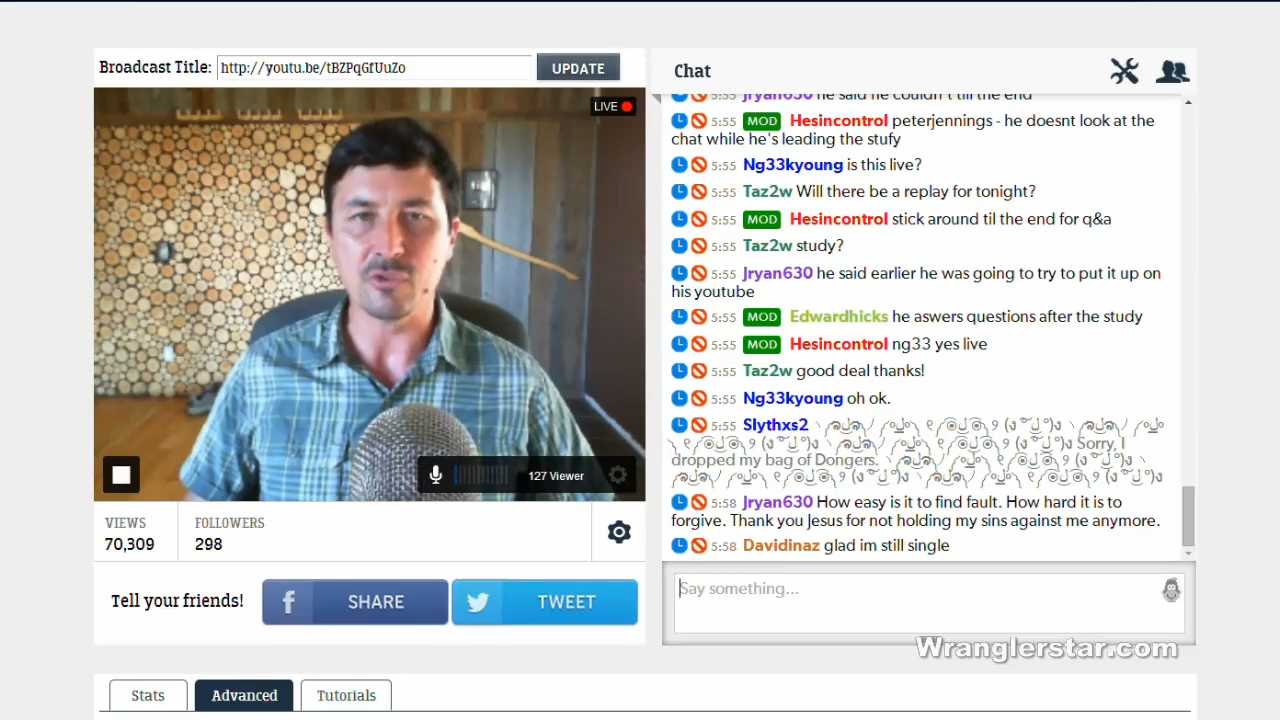 Broadcast Title: http://youtu.be/tBZPqGfUuZo UPDATE
LIVE
127 Viewer
VIEWS
70,309
FOLLOWERS
298
Tell your friends! f SHARE TWEET
Stats Advanced Tutorials
Chat
Jryan630 he said he couldn't till the end
5:55 MOD Hesincontrol peterjennings - he doesnt look at the
chat while he's leading the stufy
5:55 Ng33kyoung is this live?
5:55 Taz2w Will there be a replay for tonight?
5:55 MOD Hesincontrol stick around til the end for q&a
5:55 Taz2w study?
5:55 Jryan630 he said earlier he was going to try to put it up on
his youtube
5:55 MOD Edwardhicks he aswers questions after the study
5:55 MOD Hesincontrol ng33 yes live
5:55 Taz2w good deal thanks!
5:55 Ng33kyoung oh ok.
5:55 Slythxs2
Sorry, I
dropped my bag of Dongers.
5:58 Jryan630 How easy is it to find fault. How hard it is to
forgive. Thank you Jesus for not holding my sins against me anymore.
5:58 Davidinaz glad im still single
Say something...
Wranglerstar.com